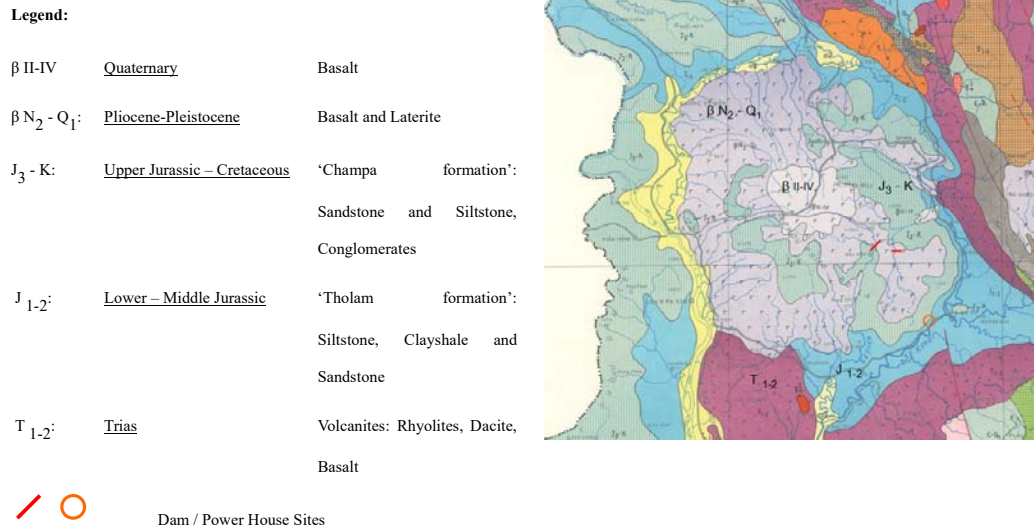 Legend:
β II-IV Quaternary Basalt
β N2 - Q1: Pliocene-Pleistocene Basalt and Laterite
J3 - K: Upper Jurassic – Cretaceous ‘Champa formation’:
Sandstone and Siltstone,
Conglomerates
J 1-2: Lower – Middle Jurassic ‘Tholam formation’:
Siltstone, Clayshale and
Sandstone
T 1-2: Trias Volcanites: Rhyolites, Dacite,
Basalt
Dam / Power House Sites
β N2 - Q1
β II-IV
J3 - K
T 1-2
J 1-2